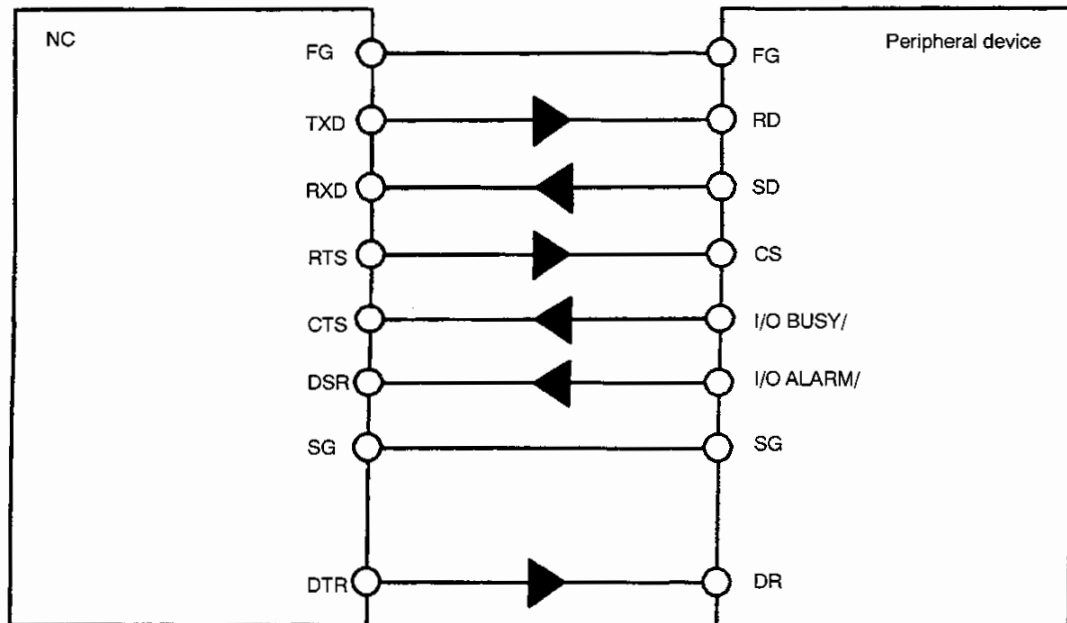 NC
Peripheral device
FG
FG
TXD
RD
RXD
SD
RTS
CS
CTS
I/O BUSY/
DSR
I/O ALARM/
SG
SG
DTR
DR